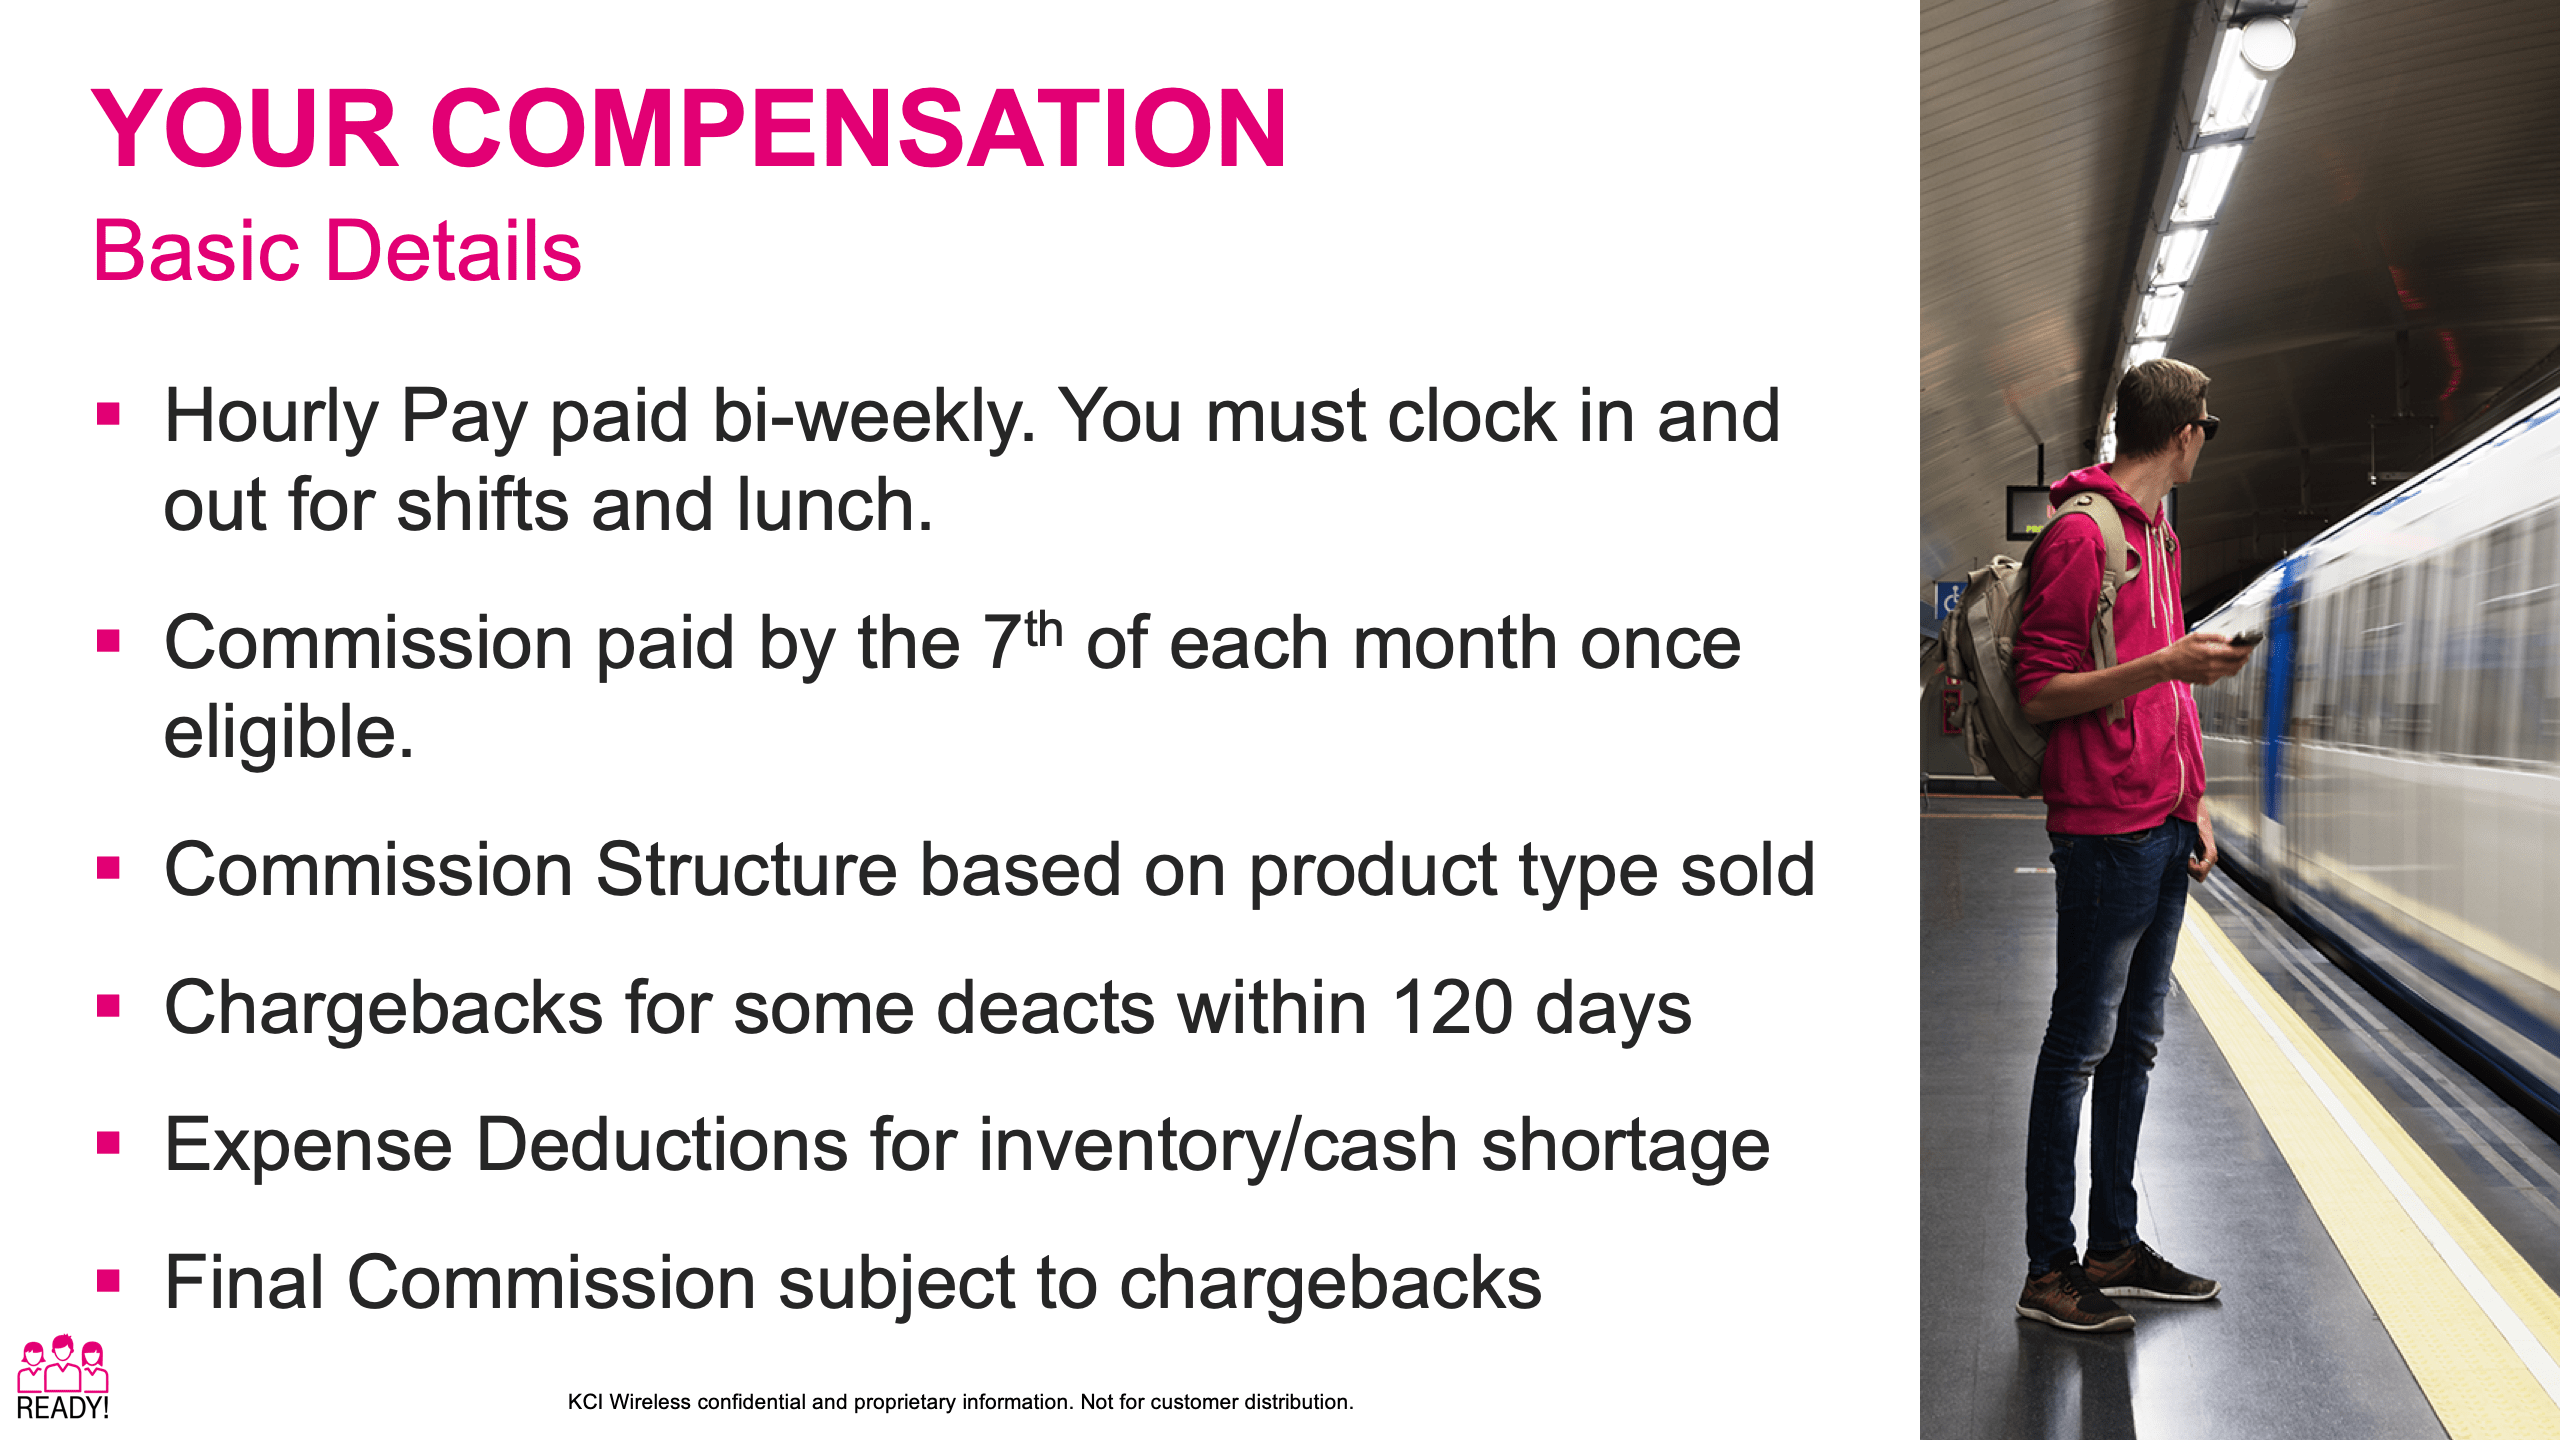 YOUR COMPENSATION
Basic Details
▪ Hourly Pay paid bi-weekly. You must clock in and
out for shifts and lunch.
▪ Commission paid by the 7th of each month once
eligible.
▪ Commission Structure based on product type sold
▪ Chargebacks for some deacts within 120 days
▪ Expense Deductions for inventory/cash shortage
▪ Final Commission subject to chargebacks
READY!
KCI Wireless confidential and proprietary information. Not for customer distribution.